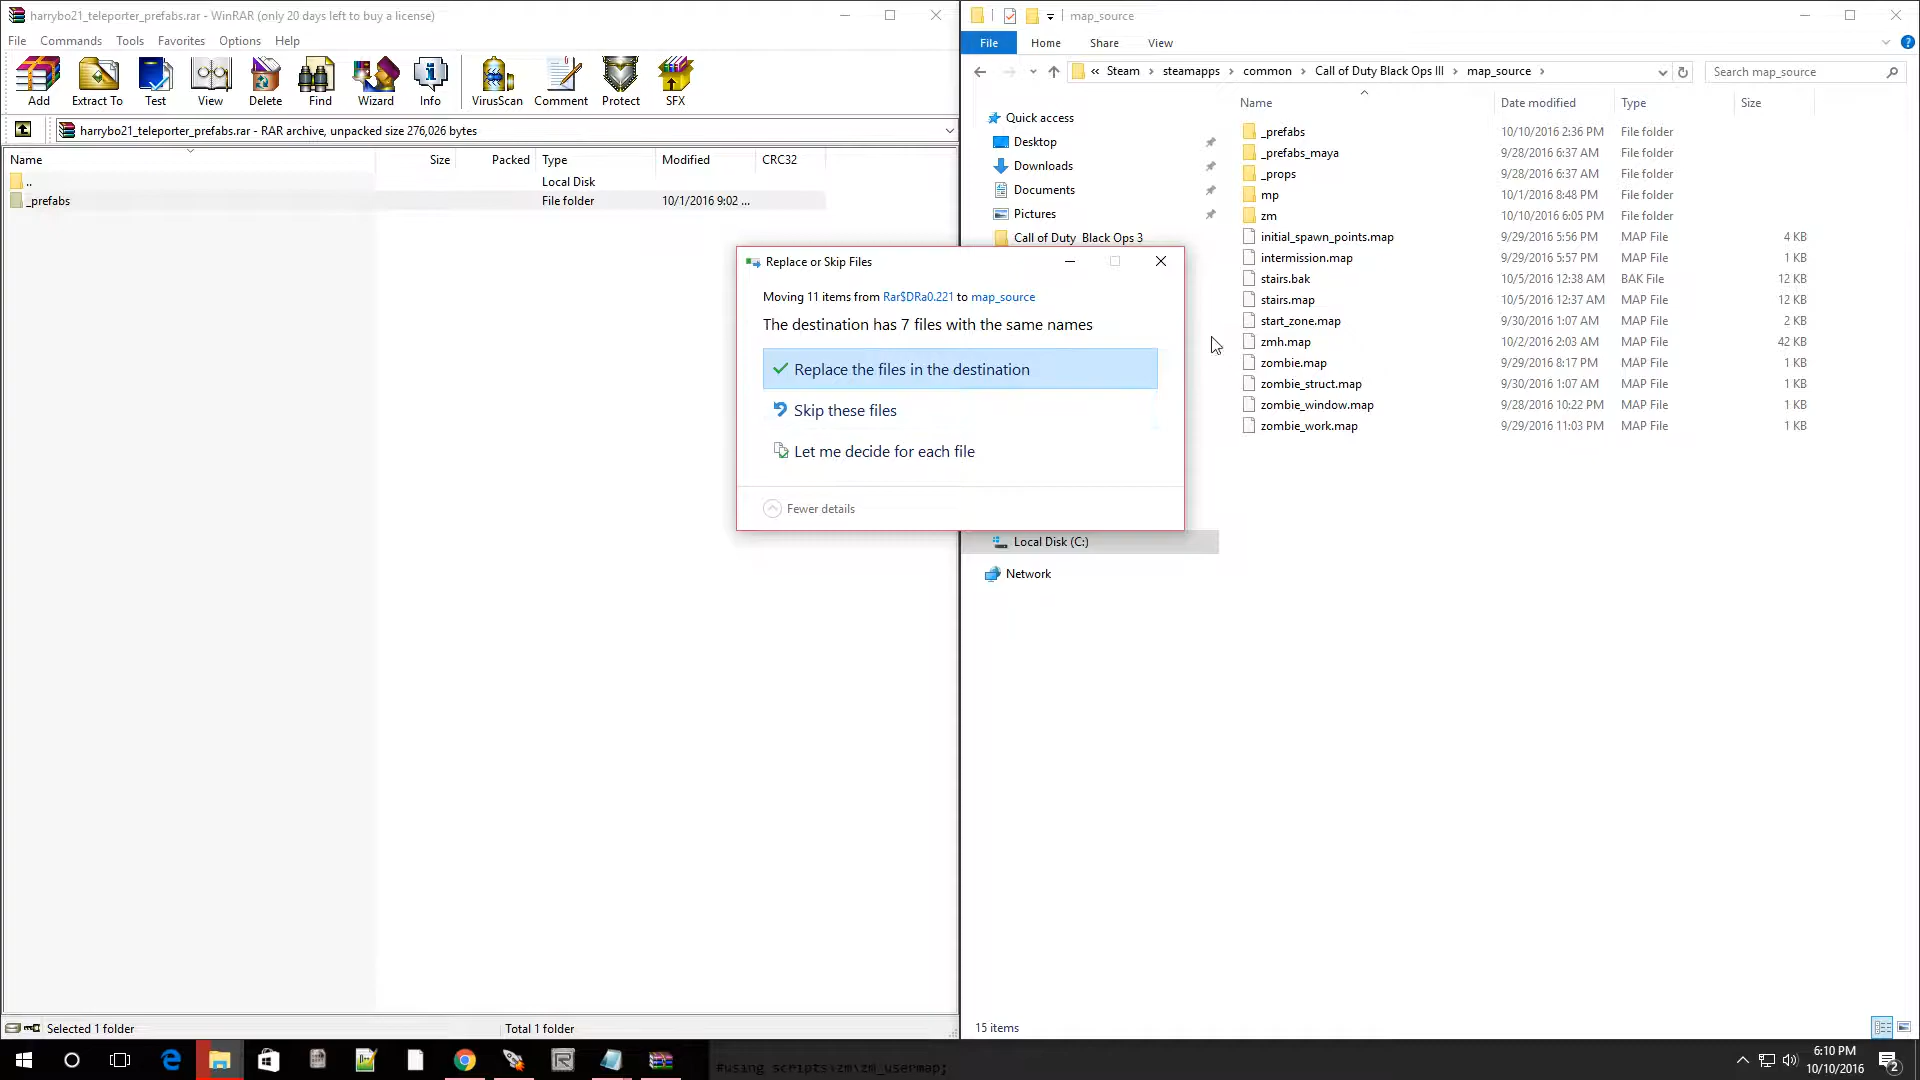 harrybo21_teleporter_prefabs.rar - WinRAR (only 20 days left to buy a license)
File Commands Tools Favorites Options Help
Add Extract To Test View Delete Find Wizard Info VirusScan Comment Protect SFX
harrybo21_teleporter_prefabs.rar - RAR archive, unpacked size 276,026 bytes
Name Size Packed Type Modified CRC32
.. Local Disk
_prefabs File folder 10/1/2016 9:02 ...
Selected 1 folder Total 1 folder
map_source
File Home Share View
« Steam › steamapps › common › Call of Duty Black Ops III › map_source ›
Search map_source
Quick access
Desktop
Downloads
Documents
Pictures
Call of Duty Black Ops 3
Local Disk (C:)
Network
Name Date modified Type Size
_prefabs 10/10/2016 2:36 PM File folder
_prefabs_maya 9/28/2016 6:37 AM File folder
_props 9/28/2016 6:37 AM File folder
mp 10/1/2016 8:48 PM File folder
zm 10/10/2016 6:05 PM File folder
initial_spawn_points.map 9/29/2016 5:56 PM MAP File 4 KB
intermission.map 9/29/2016 5:57 PM MAP File 1 KB
stairs.bak 10/5/2016 12:38 AM BAK File 12 KB
stairs.map 10/5/2016 12:37 AM MAP File 12 KB
start_zone.map 9/30/2016 1:07 AM MAP File 2 KB
zmh.map 10/2/2016 2:03 AM MAP File 42 KB
zombie.map 9/29/2016 8:17 PM MAP File 1 KB
zombie_struct.map 9/30/2016 1:07 AM MAP File 1 KB
zombie_window.map 9/28/2016 10:22 PM MAP File 1 KB
zombie_work.map 9/29/2016 11:03 PM MAP File 1 KB
15 items
Replace or Skip Files
Moving 11 items from Rar$DRa0.221 to map_source
The destination has 7 files with the same names
Replace the files in the destination
Skip these files
Let me decide for each file
Fewer details
#using scripts\zm\zm_usermap;
6:10 PM
10/10/2016
2